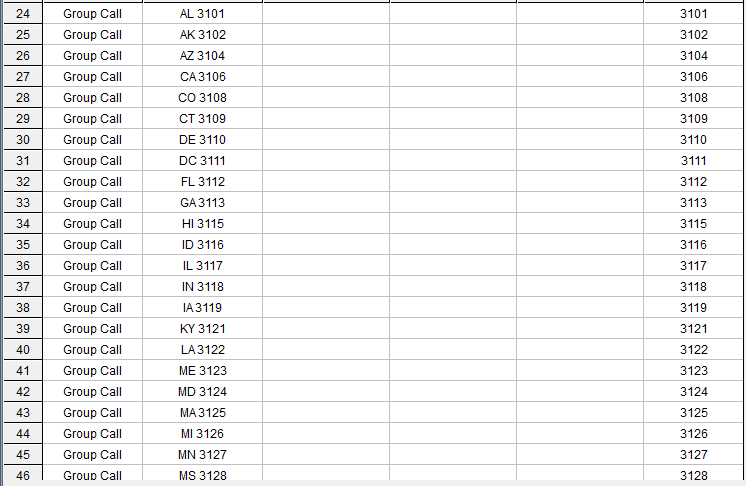 24 Group Call AL 3101 3101
25 Group Call AK 3102 3102
26 Group Call AZ 3104 3104
27 Group Call CA 3106 3106
28 Group Call CO 3108 3108
29 Group Call CT 3109 3109
30 Group Call DE 3110 3110
31 Group Call DC 3111 3111
32 Group Call FL 3112 3112
33 Group Call GA 3113 3113
34 Group Call HI 3115 3115
35 Group Call ID 3116 3116
36 Group Call IL 3117 3117
37 Group Call IN 3118 3118
38 Group Call IA 3119 3119
39 Group Call KY 3121 3121
40 Group Call LA 3122 3122
41 Group Call ME 3123 3123
42 Group Call MD 3124 3124
43 Group Call MA 3125 3125
44 Group Call MI 3126 3126
45 Group Call MN 3127 3127
46 Group Call MS 3128 3128